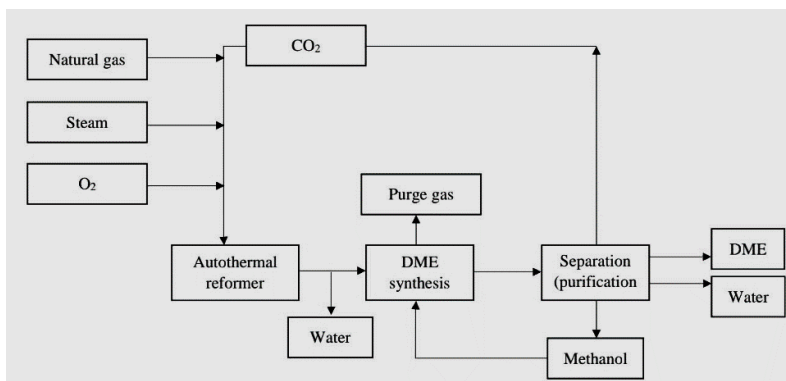 CO₂
Natural gas
Steam
O₂
Purge gas
Autothermal
reformer
DME
synthesis
Separation
(purification
DME
Water
Water
Methanol